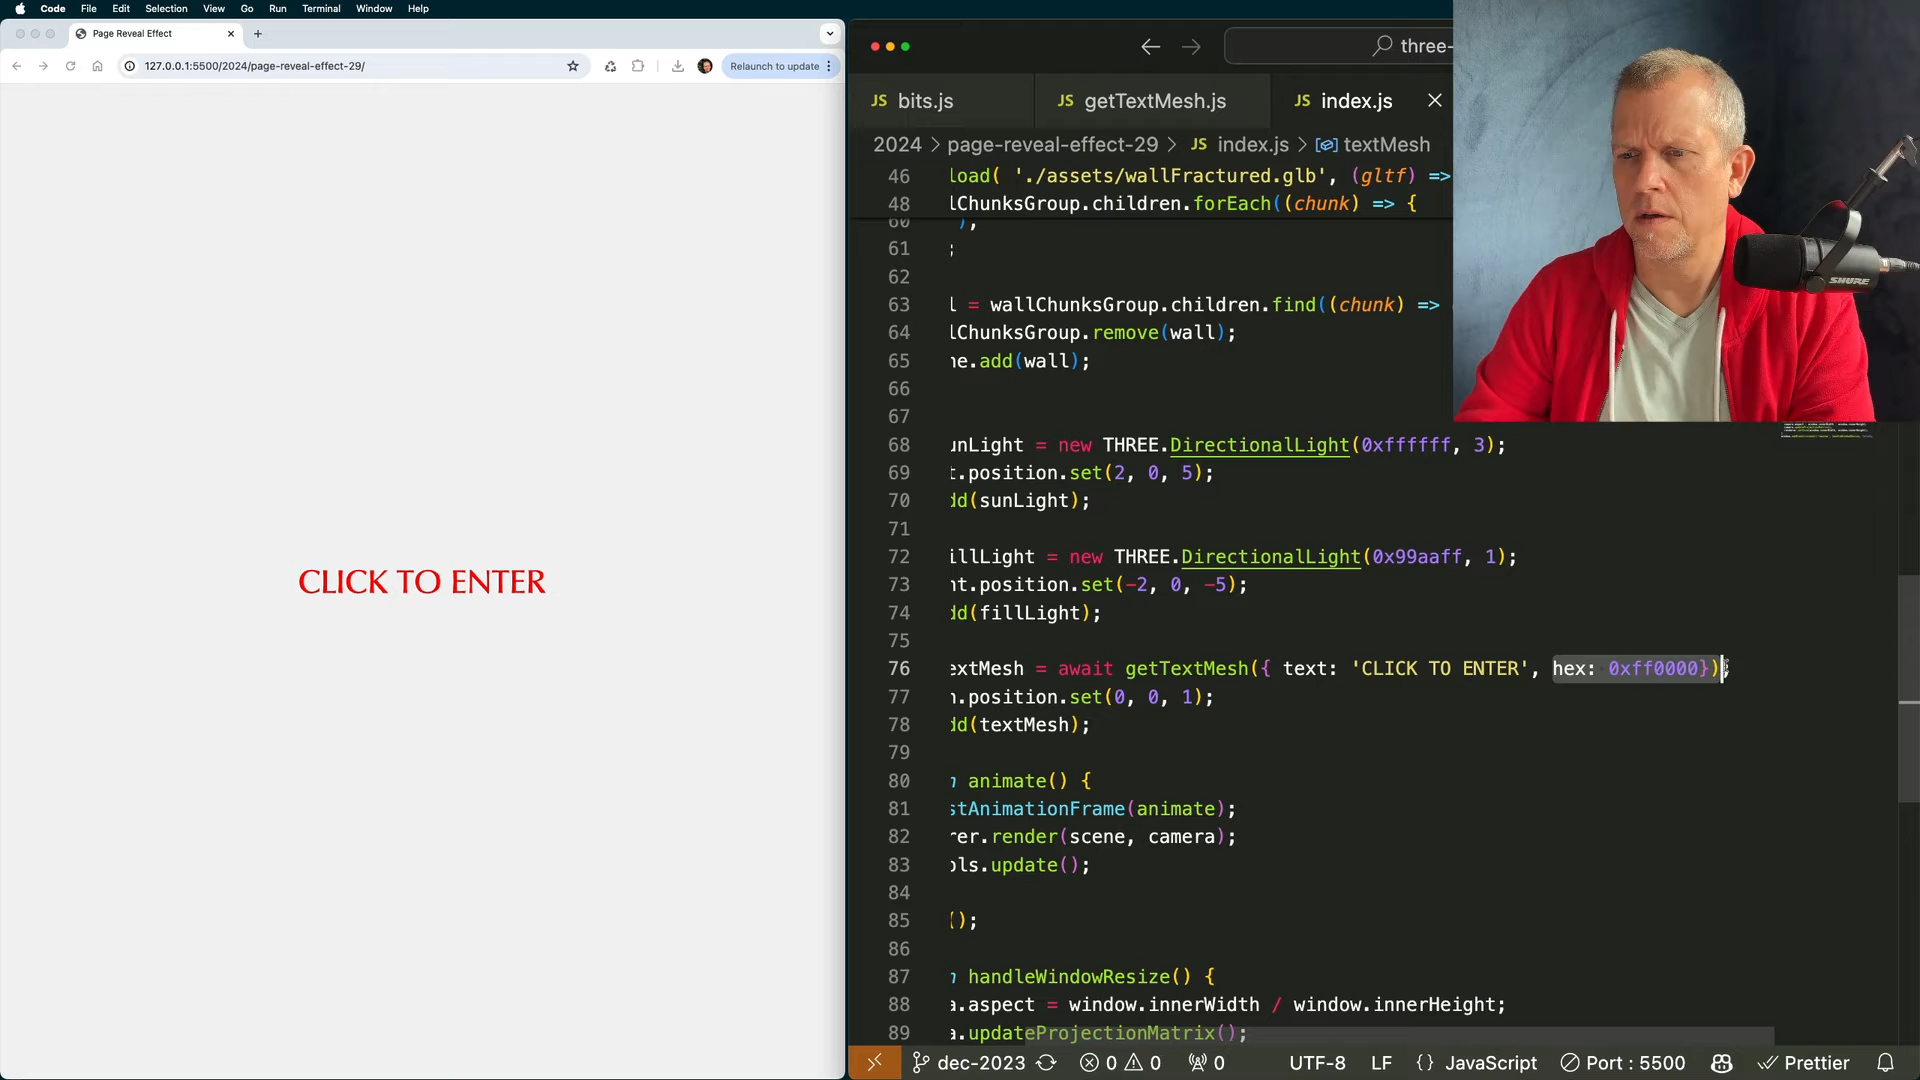 Code File Edit Selection View Go Run Terminal Window Help
Page Reveal Effect
127.0.0.1:5500/2024/page-reveal-effect-29/
Relaunch to update
CLICK TO ENTER
three-
JS bits.js JS getTextMesh.js JS index.js
2024 > page-reveal-effect-29 > JS index.js > textMesh
46 load( './assets/wallFractured.glb', (gltf) =>
48 lChunksGroup.children.forEach((chunk) => {
60 ),
61 ;
62
63 l = wallChunksGroup.children.find((chunk) =>
64 lChunksGroup.remove(wall);
65 ne.add(wall);
66
67
68 unLight = new THREE.DirectionalLight(0xffffff, 3);
69 t.position.set(2, 0, 5);
70 dd(sunLight);
71
72 illLight = new THREE.DirectionalLight(0x99aaff, 1);
73 nt.position.set(-2, 0, -5);
74 dd(fillLight);
75
76 extMesh = await getTextMesh({ text: 'CLICK TO ENTER', hex: 0xff0000});
77 h.position.set(0, 0, 1);
78 dd(textMesh);
79
80 n animate() {
81 stAnimationFrame(animate);
82 rer.render(scene, camera);
83 ols.update();
84
85 ();
86
87 n handleWindowResize() {
88 a.aspect = window.innerWidth / window.innerHeight;
89 a.updateProjectionMatrix();
dec-2023 0 0 0 UTF-8 LF {} JavaScript Port : 5500 Prettier
SHURE